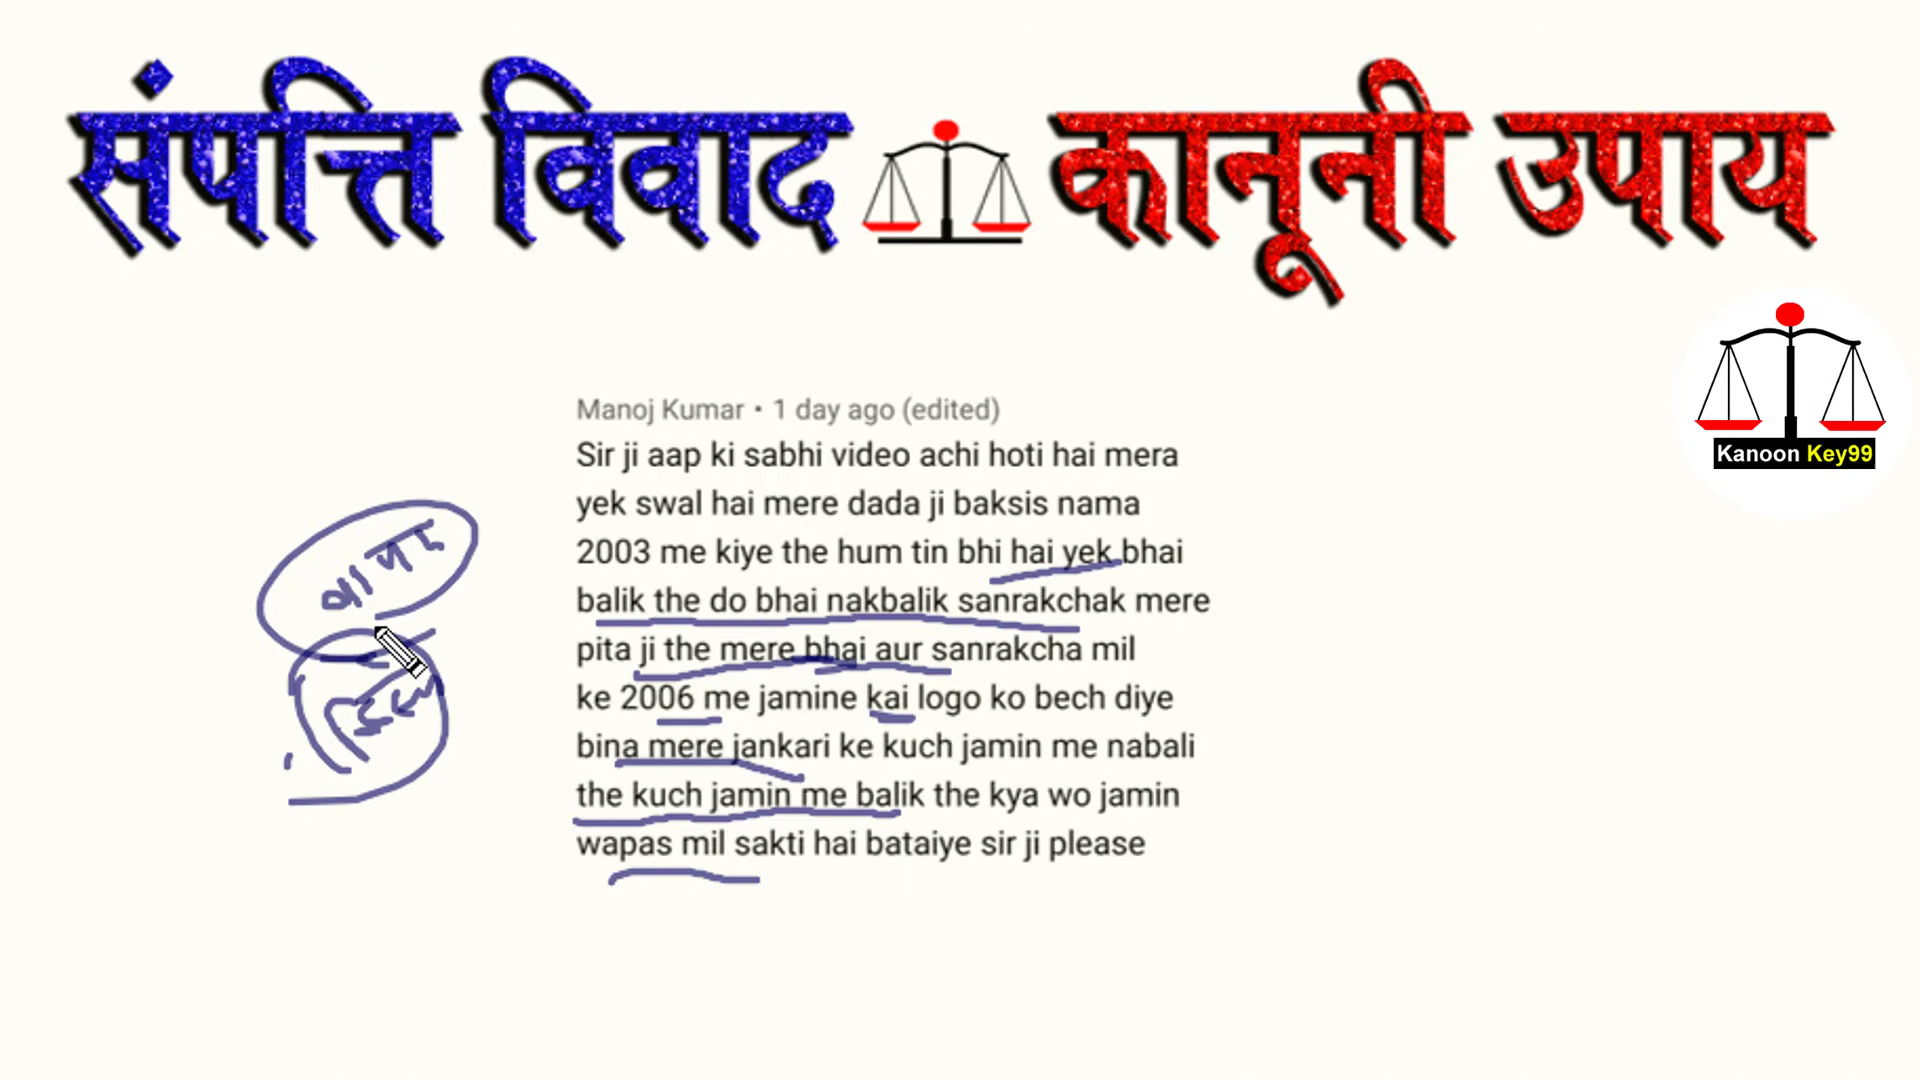 संपत्ति विवाद कानूनी उपाय
Kanoon Key99
Manoj Kumar • 1 day ago (edited)
Sir ji aap ki sabhi video achi hoti hai mera
yek swal hai mere dada ji baksis nama
2003 me kiye the hum tin bhi hai yek bhai
balik the do bhai nakbalik sanrakchak mere
pita ji the mere bhai aur sanrakcha mil
ke 2006 me jamine kai logo ko bech diye
bina mere jankari ke kuch jamin me nabali
the kuch jamin me balik the kya wo jamin
wapas mil sakti hai bataiye sir ji please